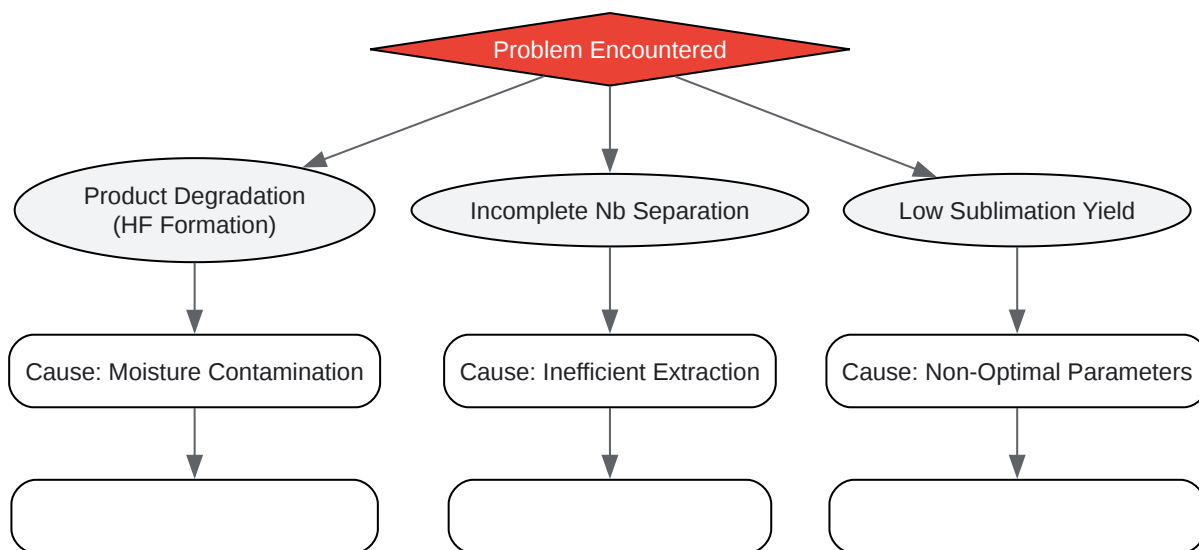 Problem Encountered
Product Degradation
(HF Formation)
Incomplete Nb Separation
Low Sublimation Yield
Cause: Moisture Contamination
Cause: Inefficient Extraction
Cause: Non-Optimal Parameters